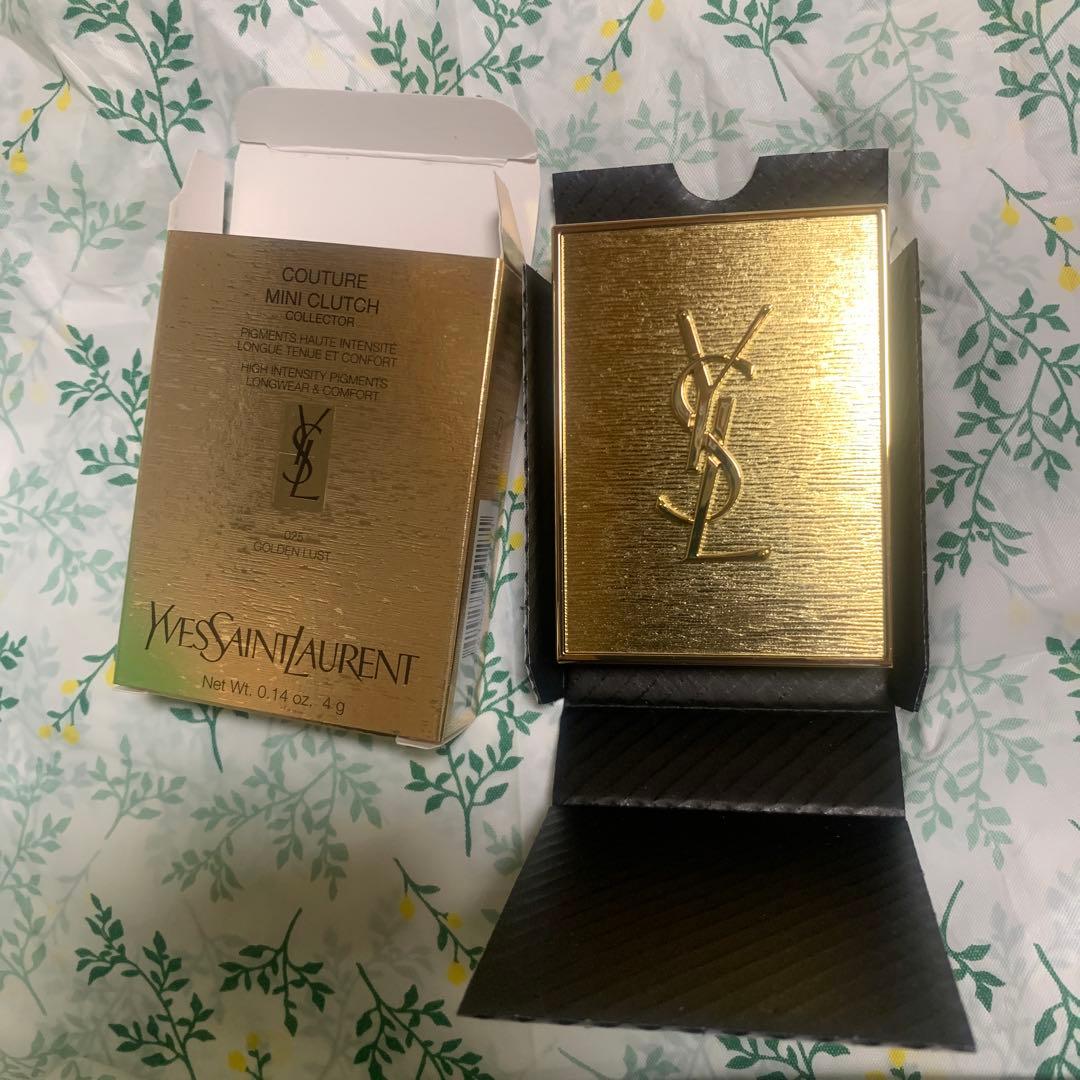 COUTURE
MINI CLUTCH
COLLECTOR
PIGMENTS HAUTE INTENSITÉ
LONGUE TENUE ET CONFORT
HIGH INTENSITY PIGMENTS
LONGWEAR & COMFORT
YSL
025
GOLDEN LUST
YVESSAINTLAURENT
Net Wt. 0.14 oz. 4 g
YSL